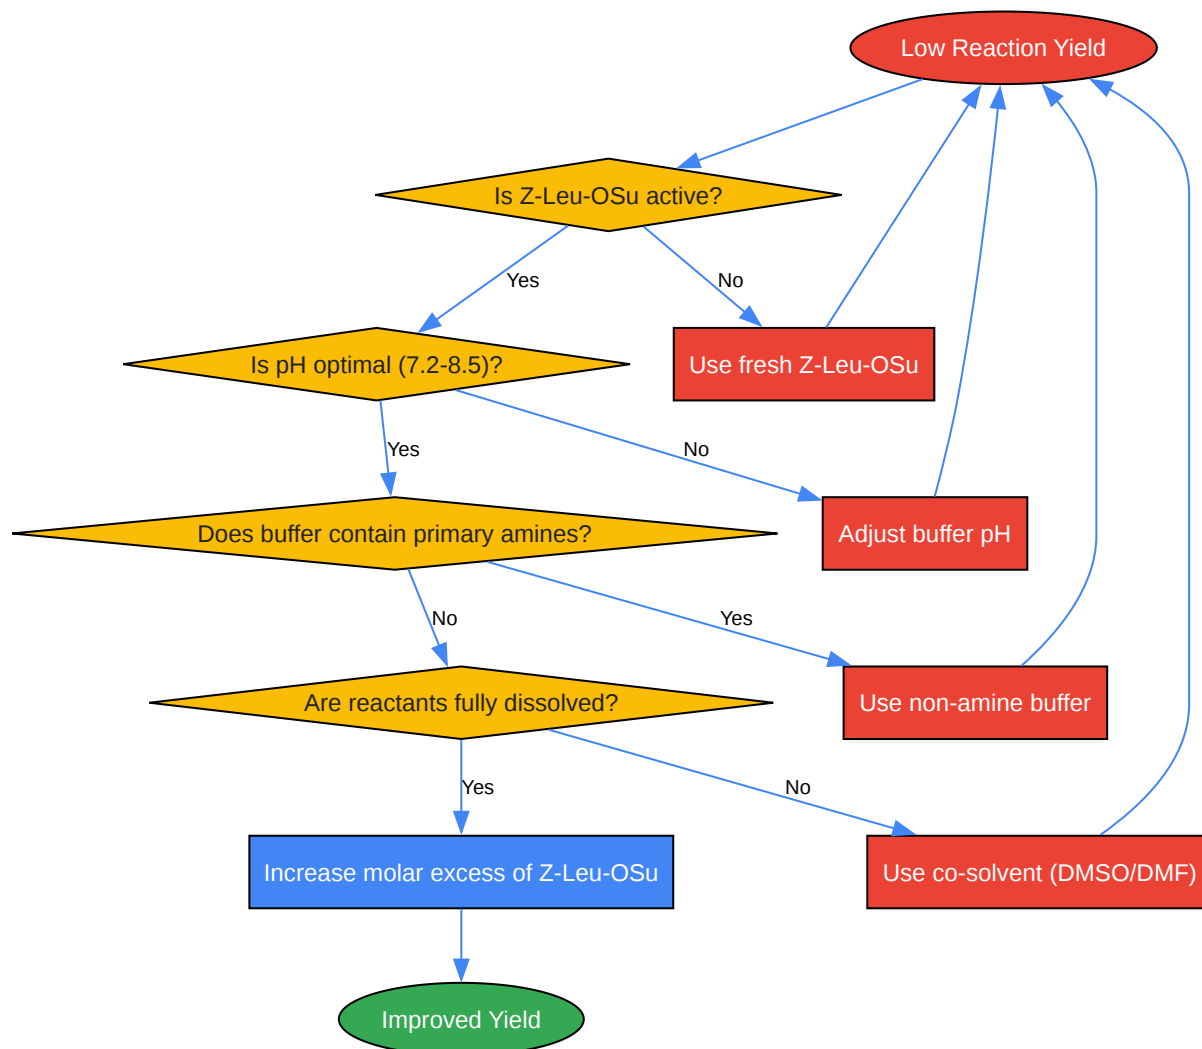 Low Reaction Yield
Is Z-Leu-OSu active?
Yes
No
Is pH optimal (7.2-8.5)?
Use fresh Z-Leu-OSu
Yes
No
Does buffer contain primary amines?
Adjust buffer pH
No
Yes
Are reactants fully dissolved?
Use non-amine buffer
Yes
No
Increase molar excess of Z-Leu-OSu
Use co-solvent (DMSO/DMF)
Improved Yield